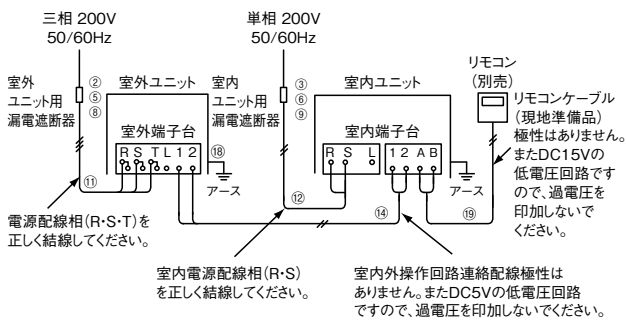 三相 200V
50/60Hz
単相 200V
50/60Hz
室外
ユニット用
漏電遮断器
②
⑤
⑧
室外ユニット
室外端子台
R S T L 1 2
⑱
アース
室内
ユニット用
漏電遮断器
③
⑥
⑨
室内ユニット
室内端子台
R S L 1 2 A B
アース
リモコン
(別売)
リモコンケーブル
(現地準備品)
極性はありません。
またDC15Vの
低電圧回路です
ので、過電圧を
印加しないで
ください。
⑪
⑫
⑭
⑲
電源配線相(R・S・T)を
正しく結線してください。
室内電源配線相(R・S)
を正しく結線してください。
室内外操作回路連絡配線極性は
ありません。またDC5Vの低電圧回路
ですので、過電圧を印加しないでください。